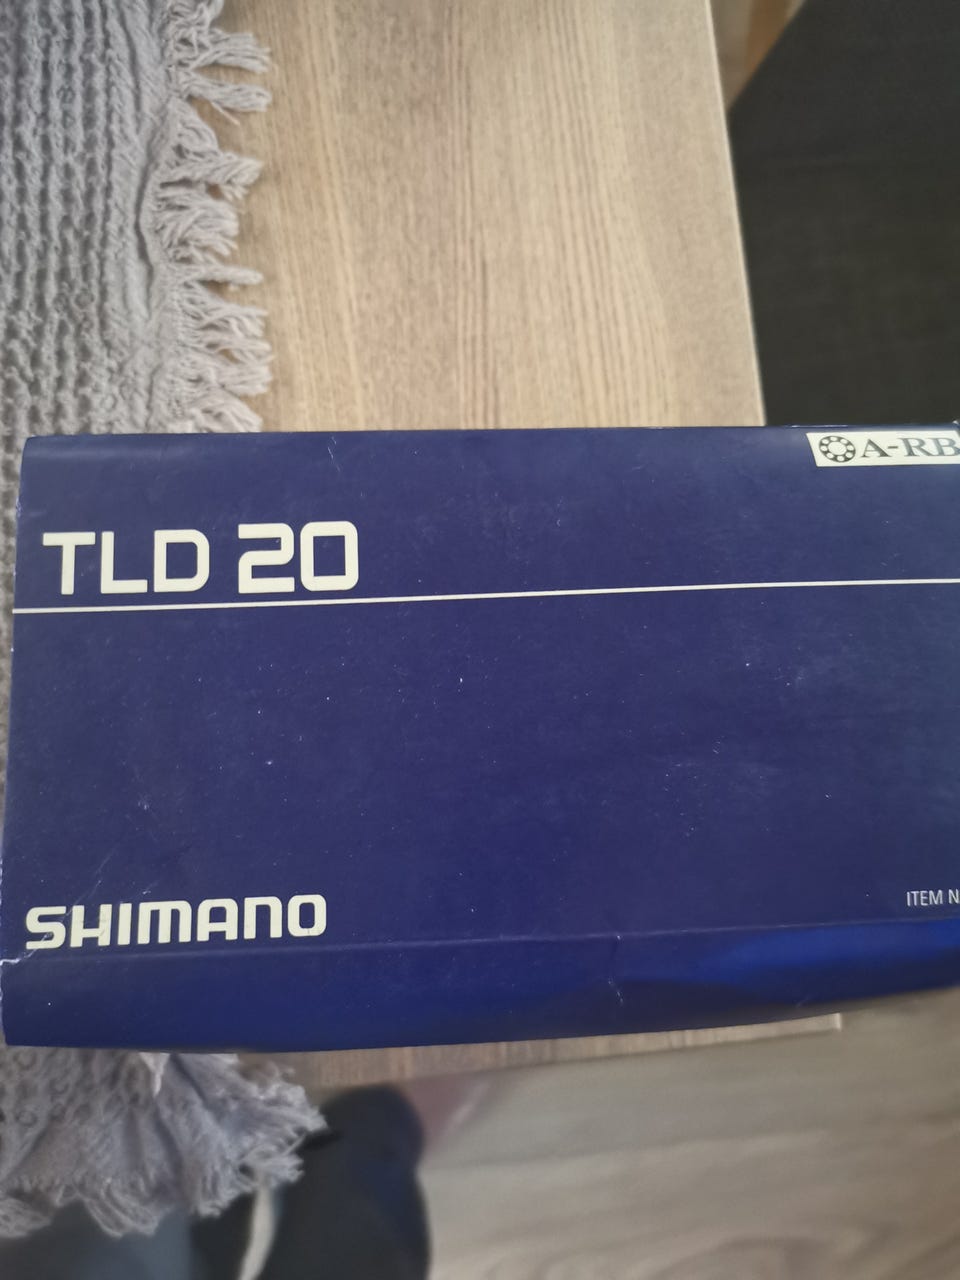 A-RB
TLD 20
SHIMANO
ITEM